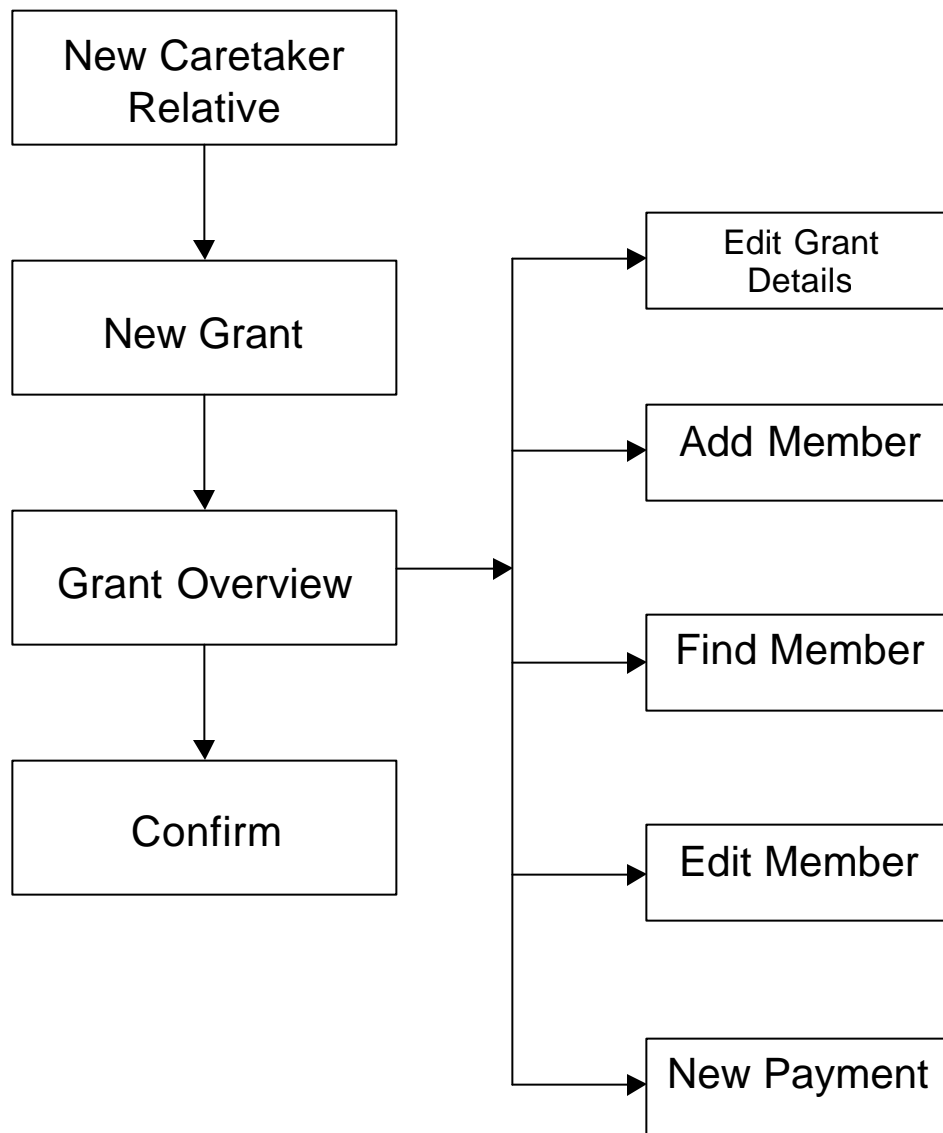 New Caretaker
Relative
New Grant
Grant Overview
Confirm
Edit Grant
Details
Add Member
Find Member
Edit Member
New Payment